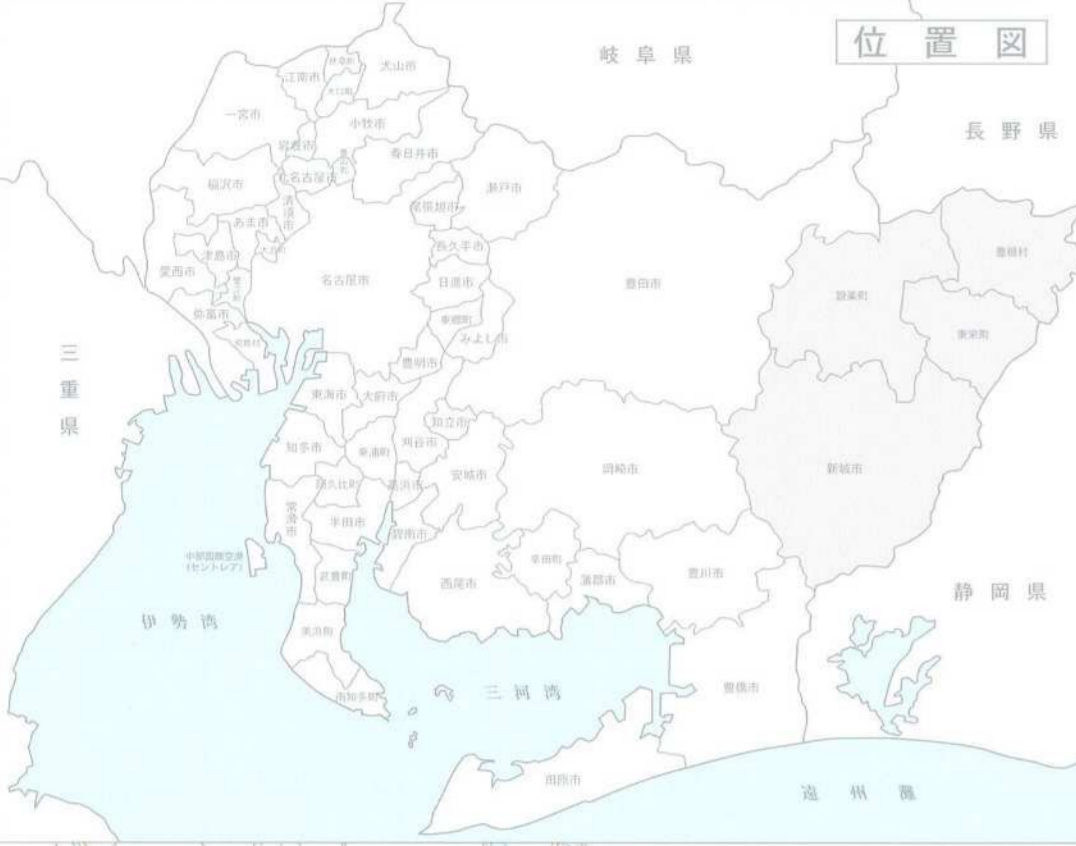 位置図
岐阜県
長野県
三重県
静岡県
犬山市
江南市
扶桑町
大口町
一宮市
小牧市
岩倉市
春日井市
瀬戸市
稲沢市
北名古屋市
豊山町
尾張旭市
清須市
あま市
長久手市
津島市
愛西市
名古屋市
日進市
豊田市
弥富市
東郷町
みよし市
豊明市
設楽町
豊根村
東栄町
新城市
東海市
大府市
知立市
知多市
東浦町
刈谷市
安城市
岡崎市
阿久比町
高浜市
常滑市
半田市
碧南市
中部国際空港
(セントレア)
武豊町
西尾市
幸田町
蒲郡市
豊川市
伊勢湾
美浜町
南知多町
三河湾
豊橋市
田原市
遠州灘